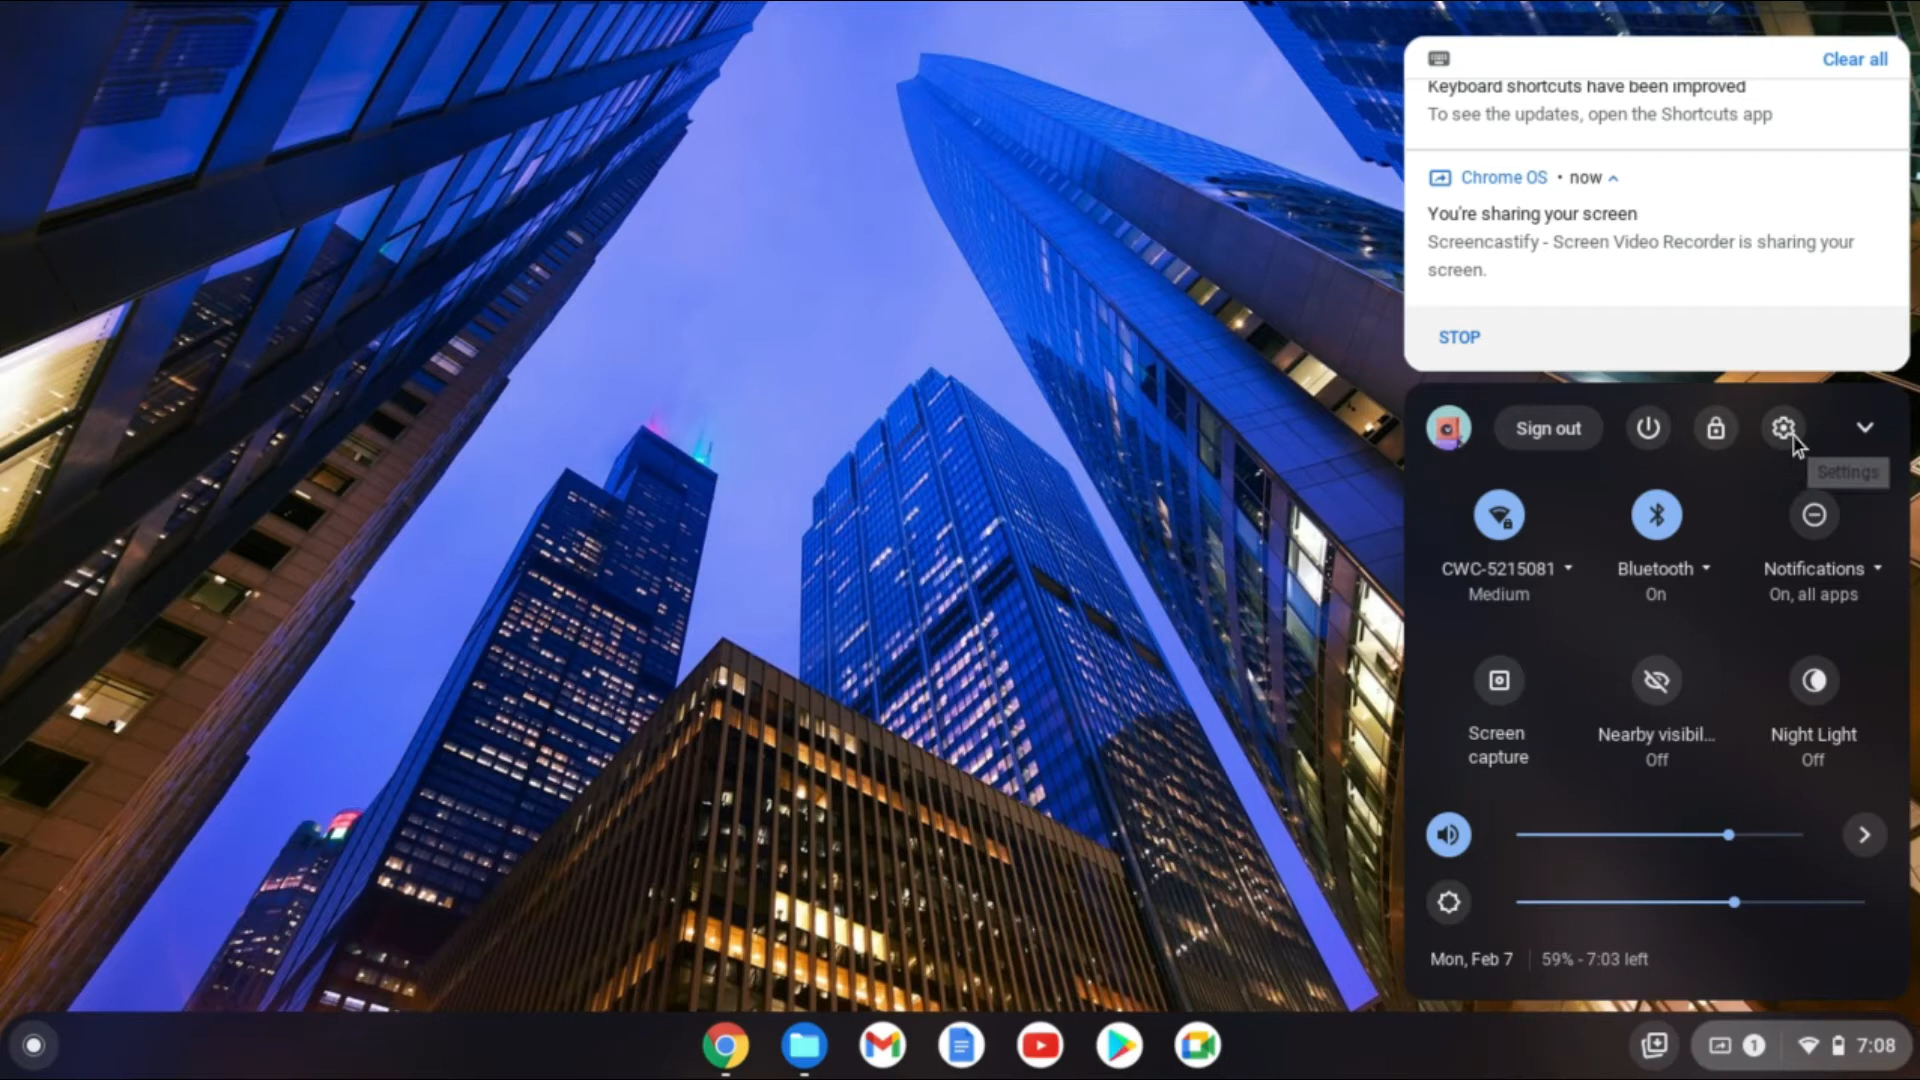 Clear all
Keyboard shortcuts have been improved
To see the updates, open the Shortcuts app
Chrome OS • now
You're sharing your screen
Screencastify - Screen Video Recorder is sharing your
screen.
STOP
Sign out
Settings
CWC-5215081
Medium
Bluetooth
On
Notifications
On, all apps
Screen
capture
Nearby visibil...
Off
Night Light
Off
Mon, Feb 7
59% - 7:03 left
1
7:08